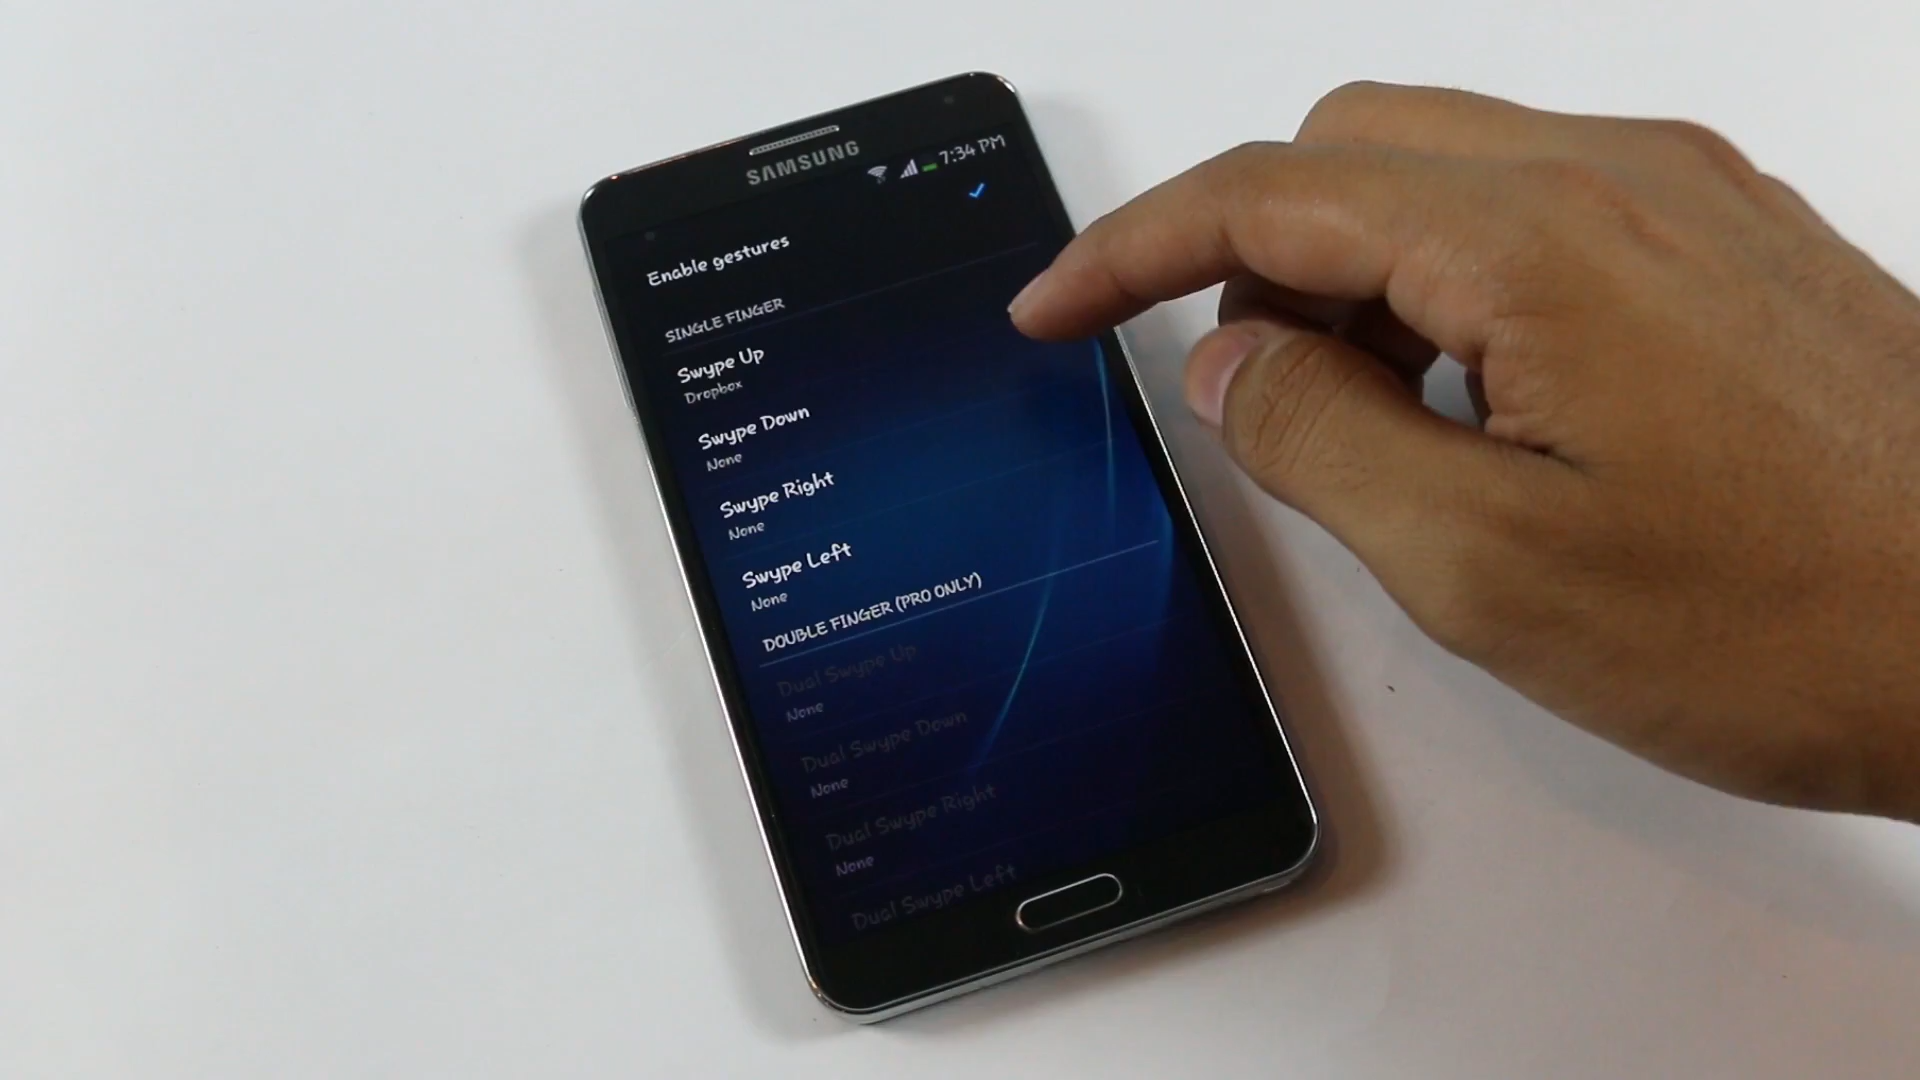 SAMSUNG
7:34 PM
Enable gestures
SINGLE FINGER
Swype Up
Dropbox
Swype Down
None
Swype Right
None
Swype Left
None
DOUBLE FINGER (PRO ONLY)
Dual Swype Up
None
Dual Swype Down
None
Dual Swype Right
None
Dual Swype Left